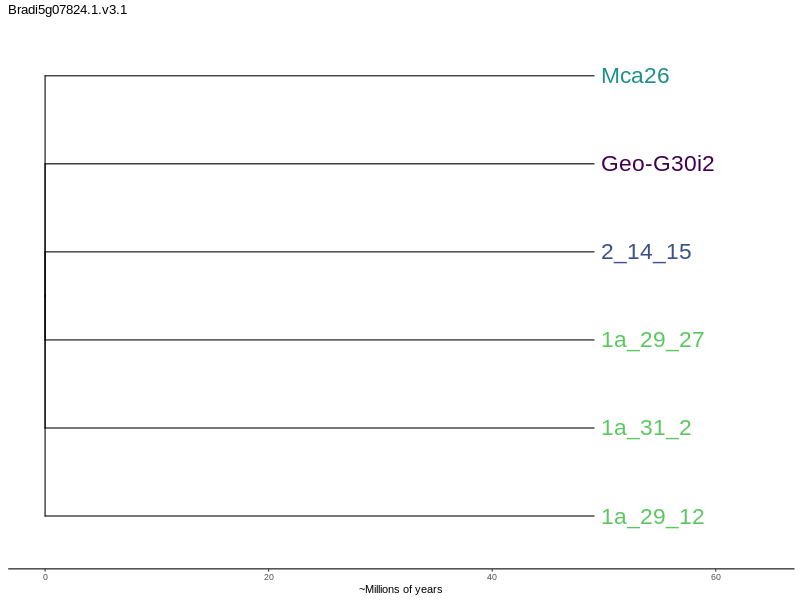 Bradi5g07824.1.v3.1
Mca26
Geo-G30i2
2_14_15
1a_29_27
1a_31_2
1a_29_12
0 20 40 60
~Millions of years